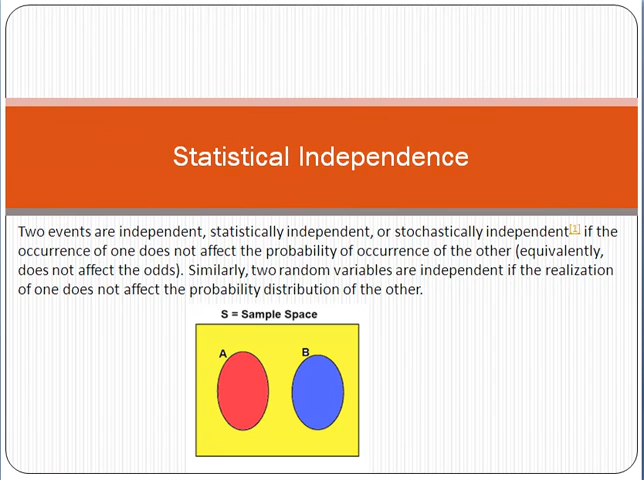 Statistical Independence
Two events are independent, statistically independent, or stochastically independent[1] if the
occurrence of one does not affect the probability of occurrence of the other (equivalently,
does not affect the odds). Similarly, two random variables are independent if the realization
of one does not affect the probability distribution of the other.
S = Sample Space
A
B